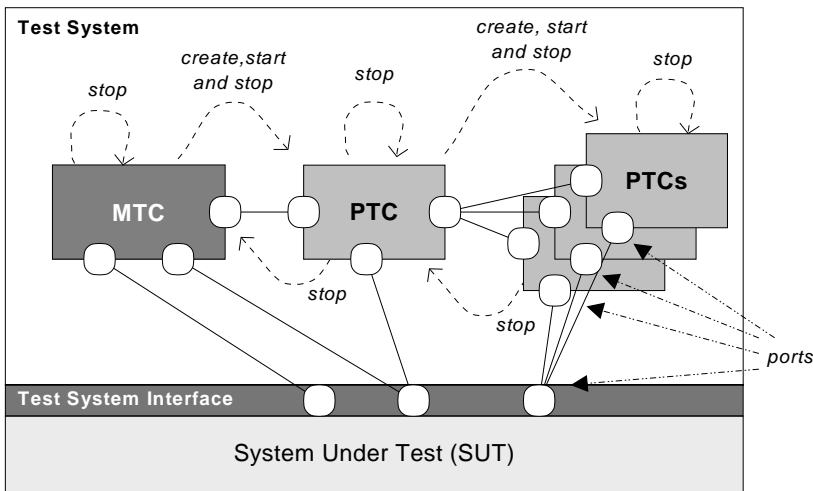 Test System
create,start
and stop
create, start
and stop
stop
stop
stop
MTC
PTC
PTCs
stop
stop
ports
Test System Interface
System Under Test (SUT)